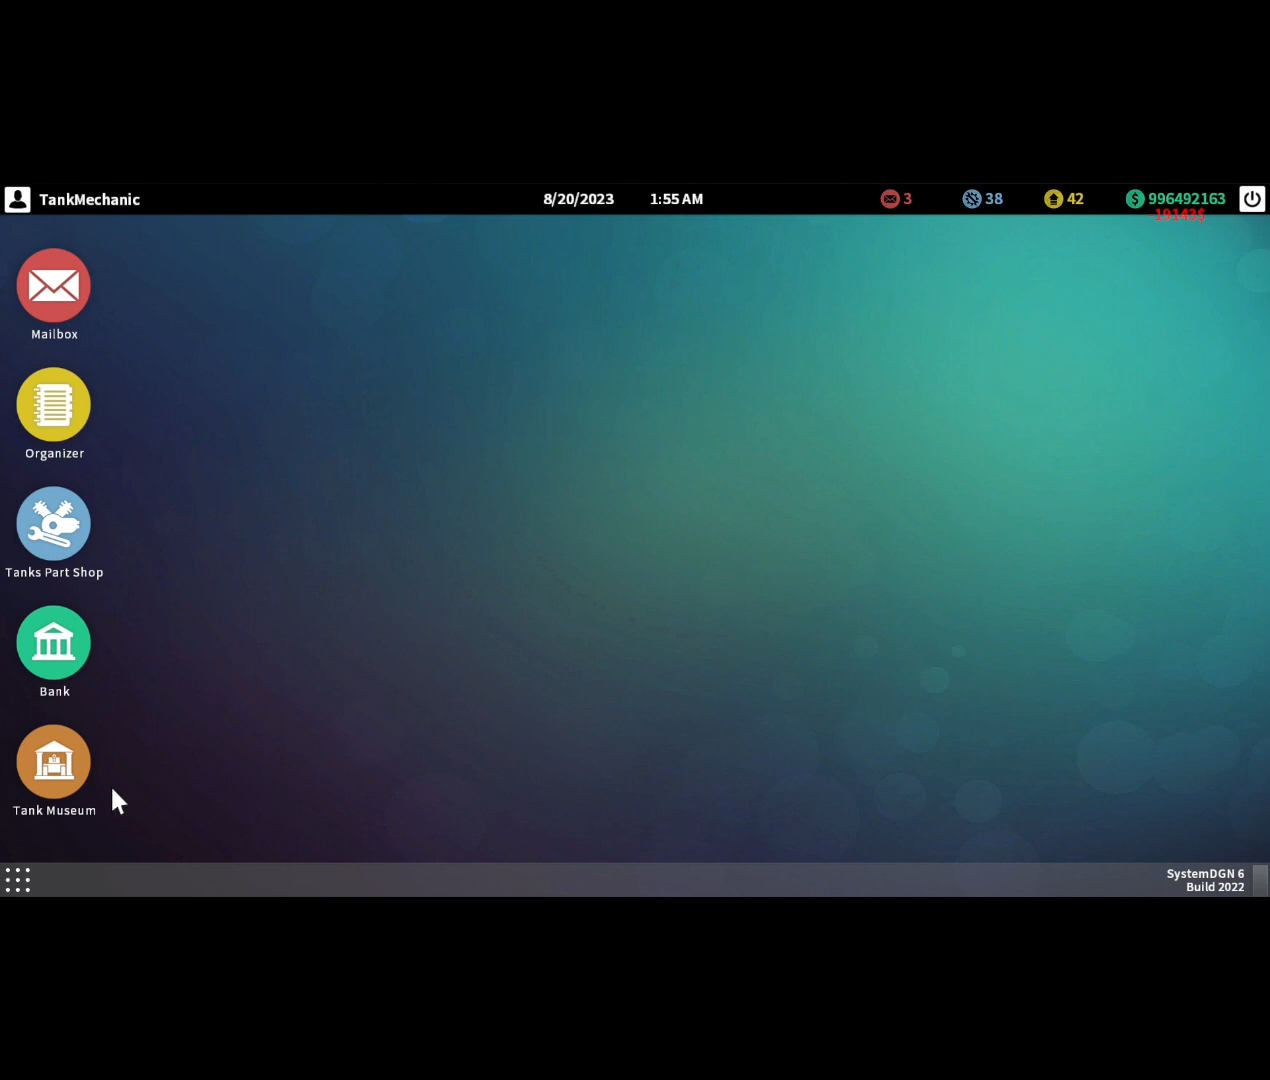 TankMechanic 8/20/2023 1:55 AM 3 38 42 996492163
-19143$
Mailbox
Organizer
Tanks Part Shop
Bank
Tank Museum
SystemDGN 6
Build 2022